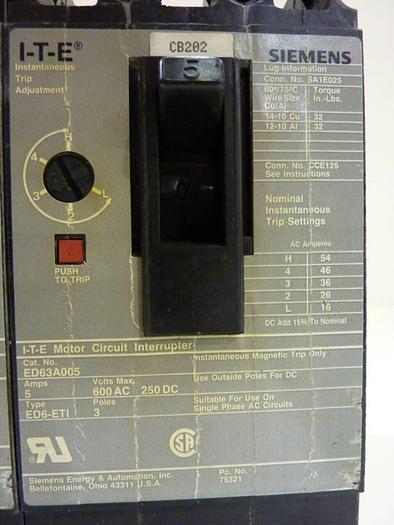 I-T-E®
Instantaneous
Trip
Adjustment
CB202
5
SIEMENS
Lug Information
Conn. No. SA1E025
60°/75°C
Wire Size
Cu/Al
Torque
In.-Lbs.
14-10 Cu 32
12-10 Al 32
Conn. No. CCE125
See Instructions
H
4
3
2
L
PUSH
TO TRIP
Nominal
Instantaneous
Trip Settings
AC Amperes
H 54
4 46
3 36
2 26
L 16
DC Add 15% To Nominal
I-T-E Motor Circuit Interrupter
Cat. No.
ED63A005
Amps
5
Volts Max.
600 AC 250 DC
Type
ED6-ETI
Poles
3
Instantaneous Magnetic Trip Only
Use Outside Poles For DC
Suitable For Use On
Single Phase AC Circuits
SA
Siemens Energy & Automation, Inc.
Bellefontaine, Ohio 43311 U.S.A.
Pc. No.
75321